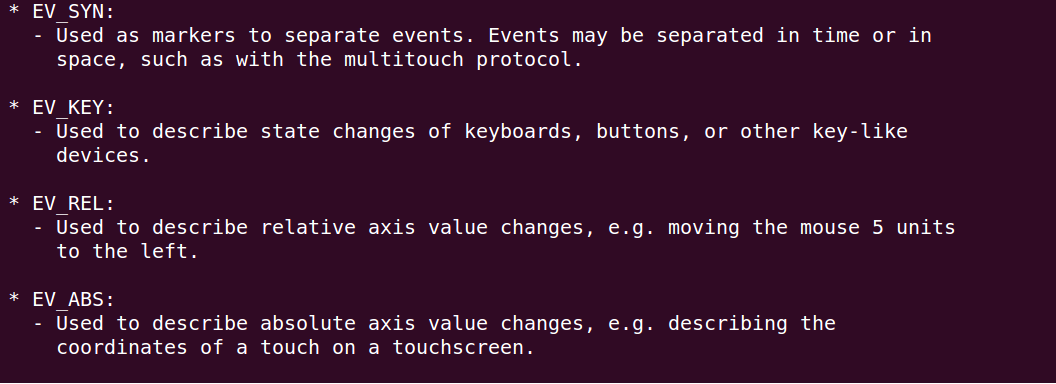 * EV_SYN:
- Used as markers to separate events. Events may be separated in time or in
space, such as with the multitouch protocol.
* EV_KEY:
- Used to describe state changes of keyboards, buttons, or other key-like
devices.
* EV_REL:
- Used to describe relative axis value changes, e.g. moving the mouse 5 units
to the left.
* EV_ABS:
- Used to describe absolute axis value changes, e.g. describing the
coordinates of a touch on a touchscreen.